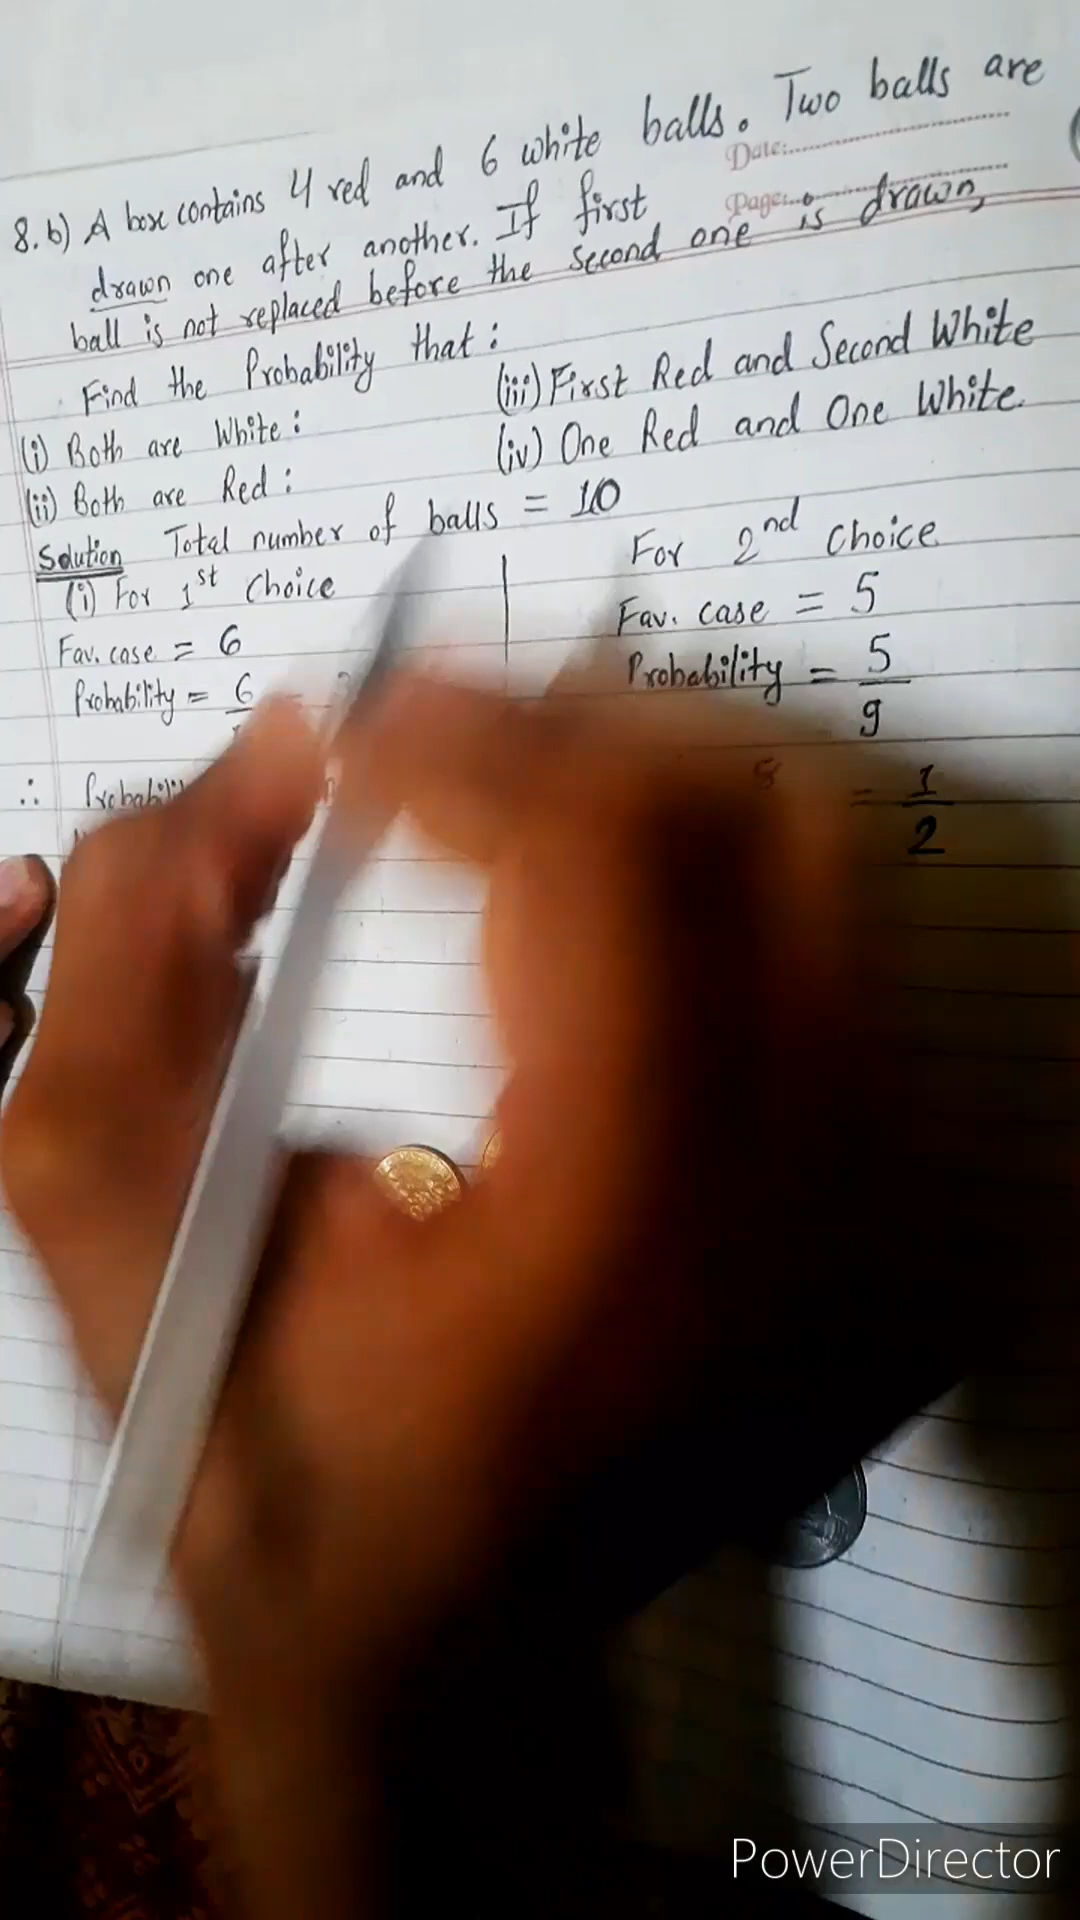 8.b) A box contains 4 red and 6 white balls. Two balls are
Date:
drawn one after another. If first
Page:
ball is not replaced before the second one is drawn,
Find the Probability that:
(i) Both are White:
(iii) First Red and Second White
(ii) Both are Red:
(iv) One Red and One White.
Solution Total number of balls = 10
(i) For 1st Choice
Fav. case = 6
Probability = 6
For 2nd Choice
Fav. case = 5
Probability = 5/9
∴
= 1/2
PowerDirector